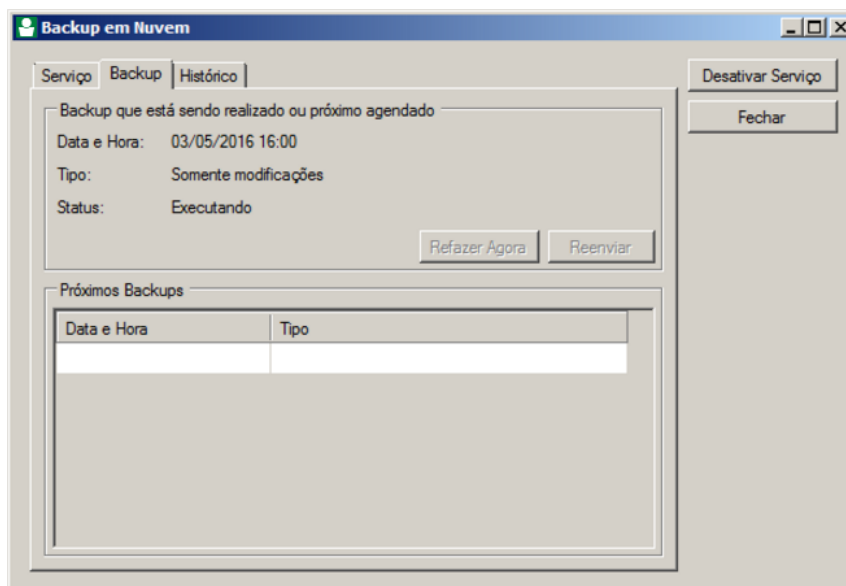 Backup em Nuvem
Serviço Backup Histórico
Desativar Serviço
Fechar
Backup que está sendo realizado ou próximo agendado
Data e Hora: 03/05/2016 16:00
Tipo: Somente modificações
Status: Executando
Refazer Agora Reenviar
Próximos Backups
Data e Hora Tipo